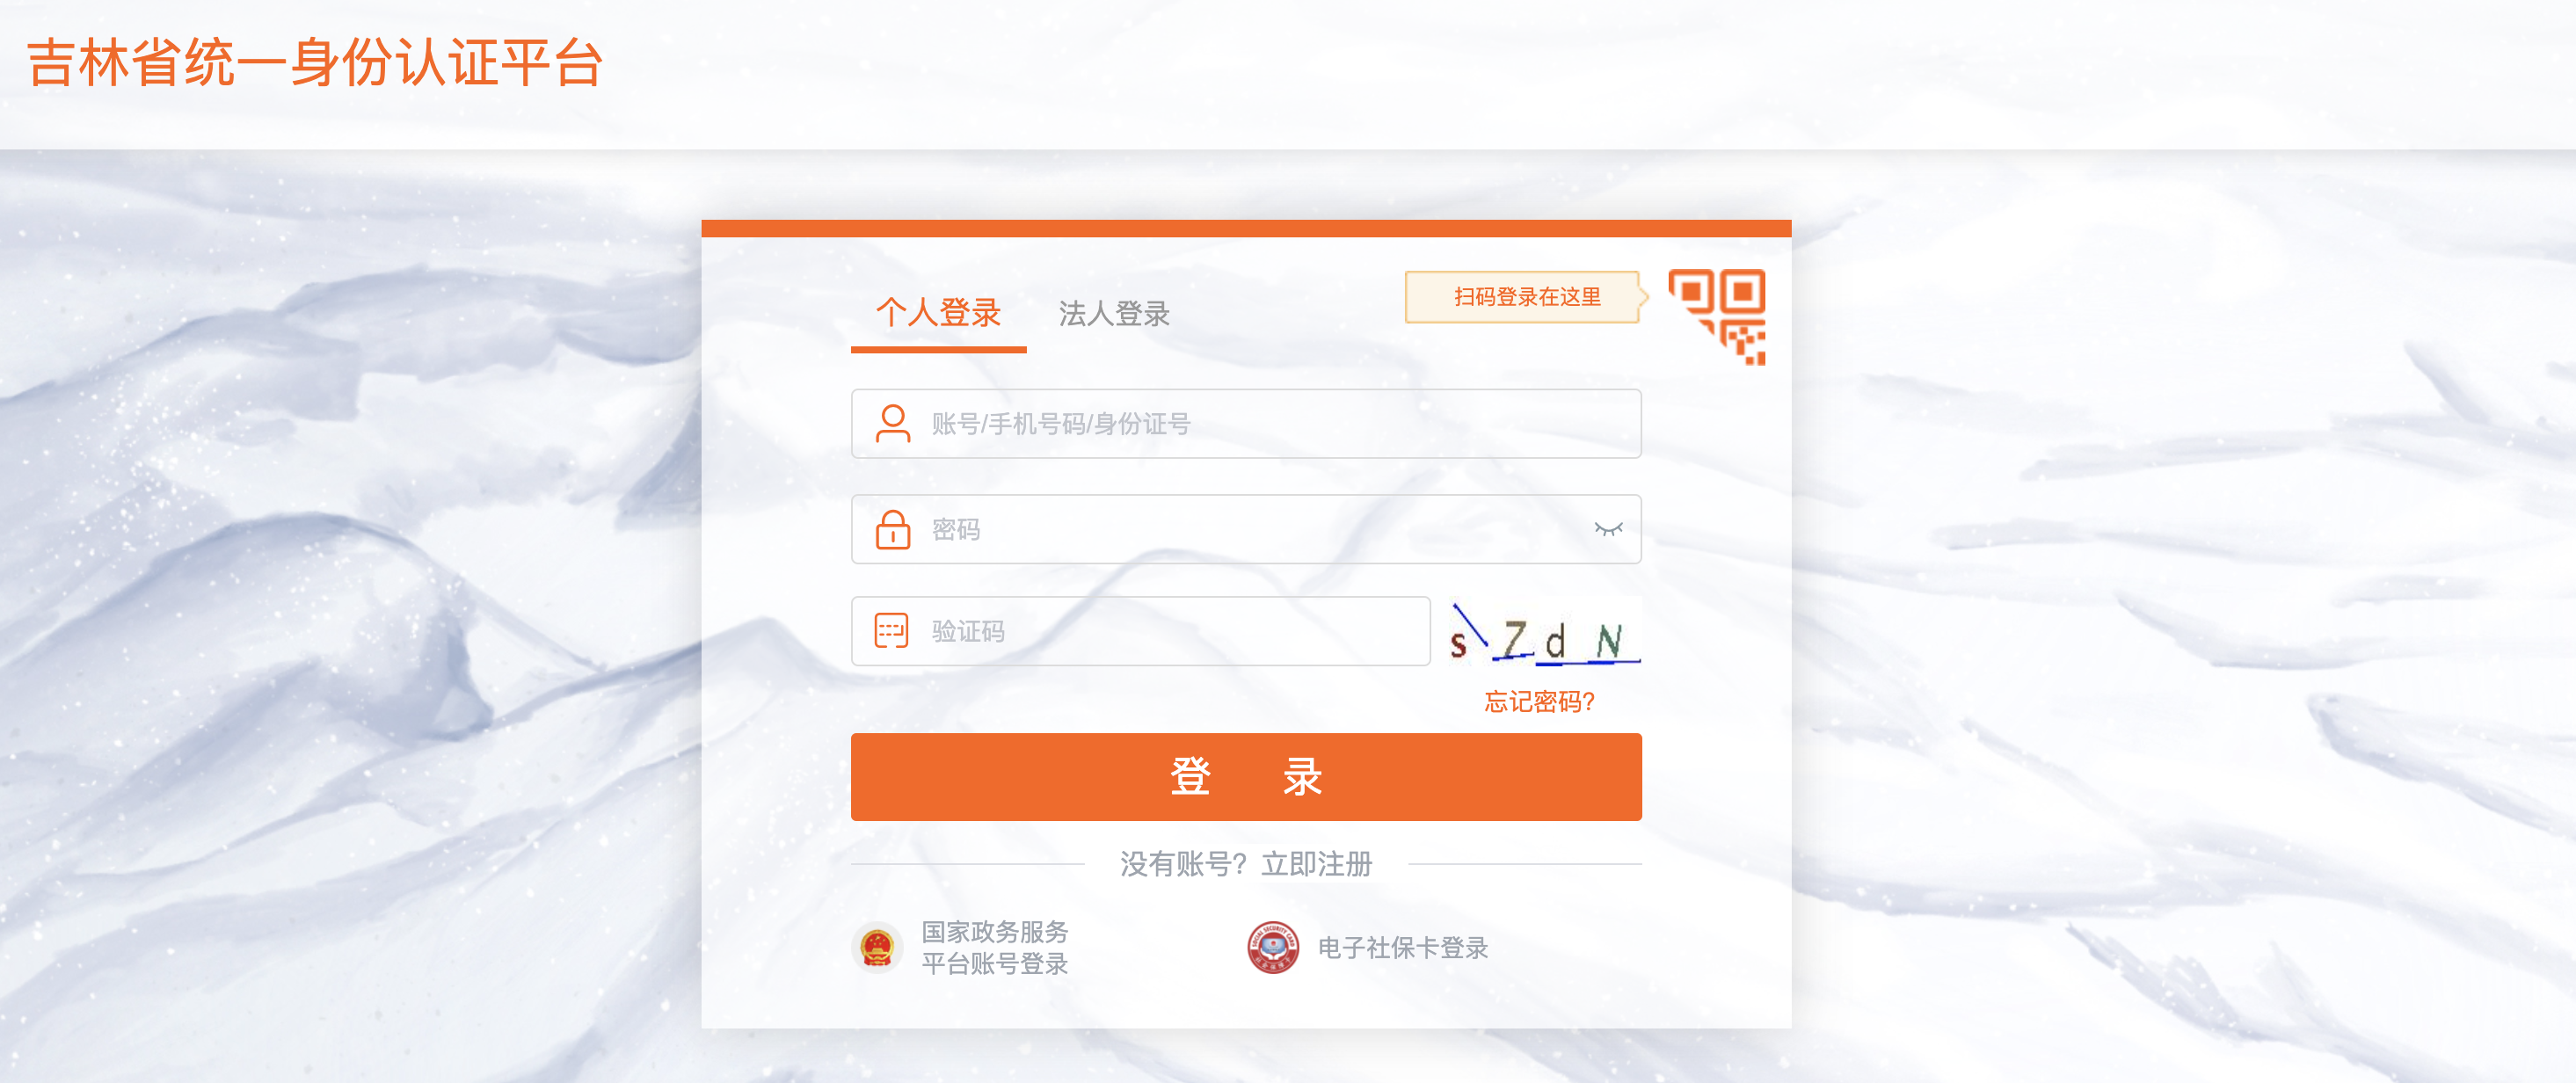 吉林省统一身份认证平台
个人登录
法人登录
扫码登录在这里
账号/手机号码/身份证号
密码
验证码
s Z d N
忘记密码?
登 录
没有账号? 立即注册
国家政务服务
平台账号登录
SOCIAL SECURITY CARD
电子社保卡登录